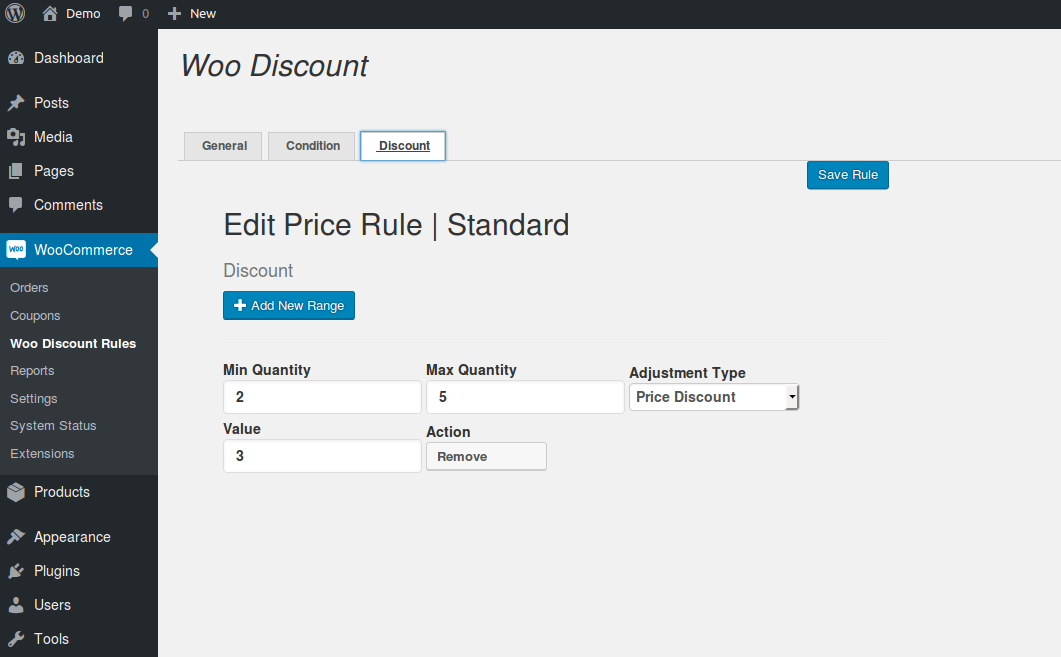 Demo 0 New
Dashboard
Posts
Media
Pages
Comments
WOO WooCommerce
Orders
Coupons
Woo Discount Rules
Reports
Settings
System Status
Extensions
Products
Appearance
Plugins
Users
Tools
Woo Discount
General Condition Discount
Save Rule
Edit Price Rule | Standard
Discount
Add New Range
Min Quantity Max Quantity Adjustment Type
2 5 Price Discount
Value Action
3 Remove